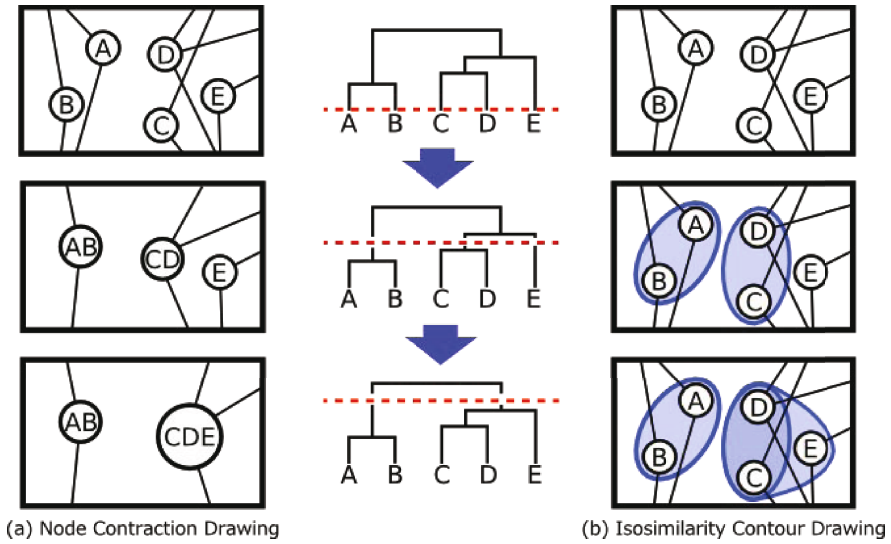 A D
B E
C
A B C D E
A D
B E
C
AB CD
E
A B C D E
A D
B E
C
AB
CDE
A B C D E
A D
B E
C
(a) Node Contraction Drawing
(b) Isosimilarity Contour Drawing